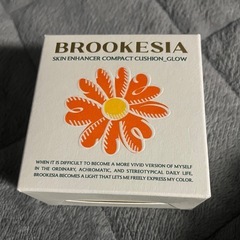 BROOKESIA
SKIN ENHANCER COMPACT CUSHION_GLOW
WHEN IT IS DIFFICULT TO BECOME A MORE VIVID VERSION OF MYSELF
IN THE ORDINARY, ACHROMATIC, AND STEREOTYPICAL DAILY LIFE,
BROOKESIA BECOMES A LIGHT THAT LETS ME FREELY EXPRESS MY COLOR.